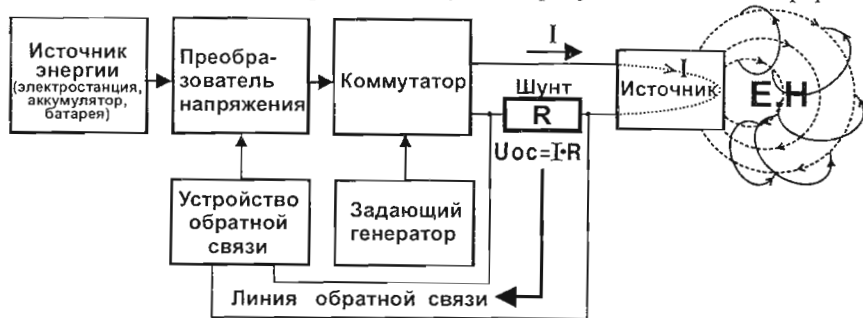 Источник
энергии
(электростанция,
аккумулятор,
батарея)
Преобра-
зователь
напряжения
Коммутатор
I
Шунт
R
Uос=I·R
I
Источник
E,H
Устройство
обратной
связи
Задающий
генератор
Линия обратной связи